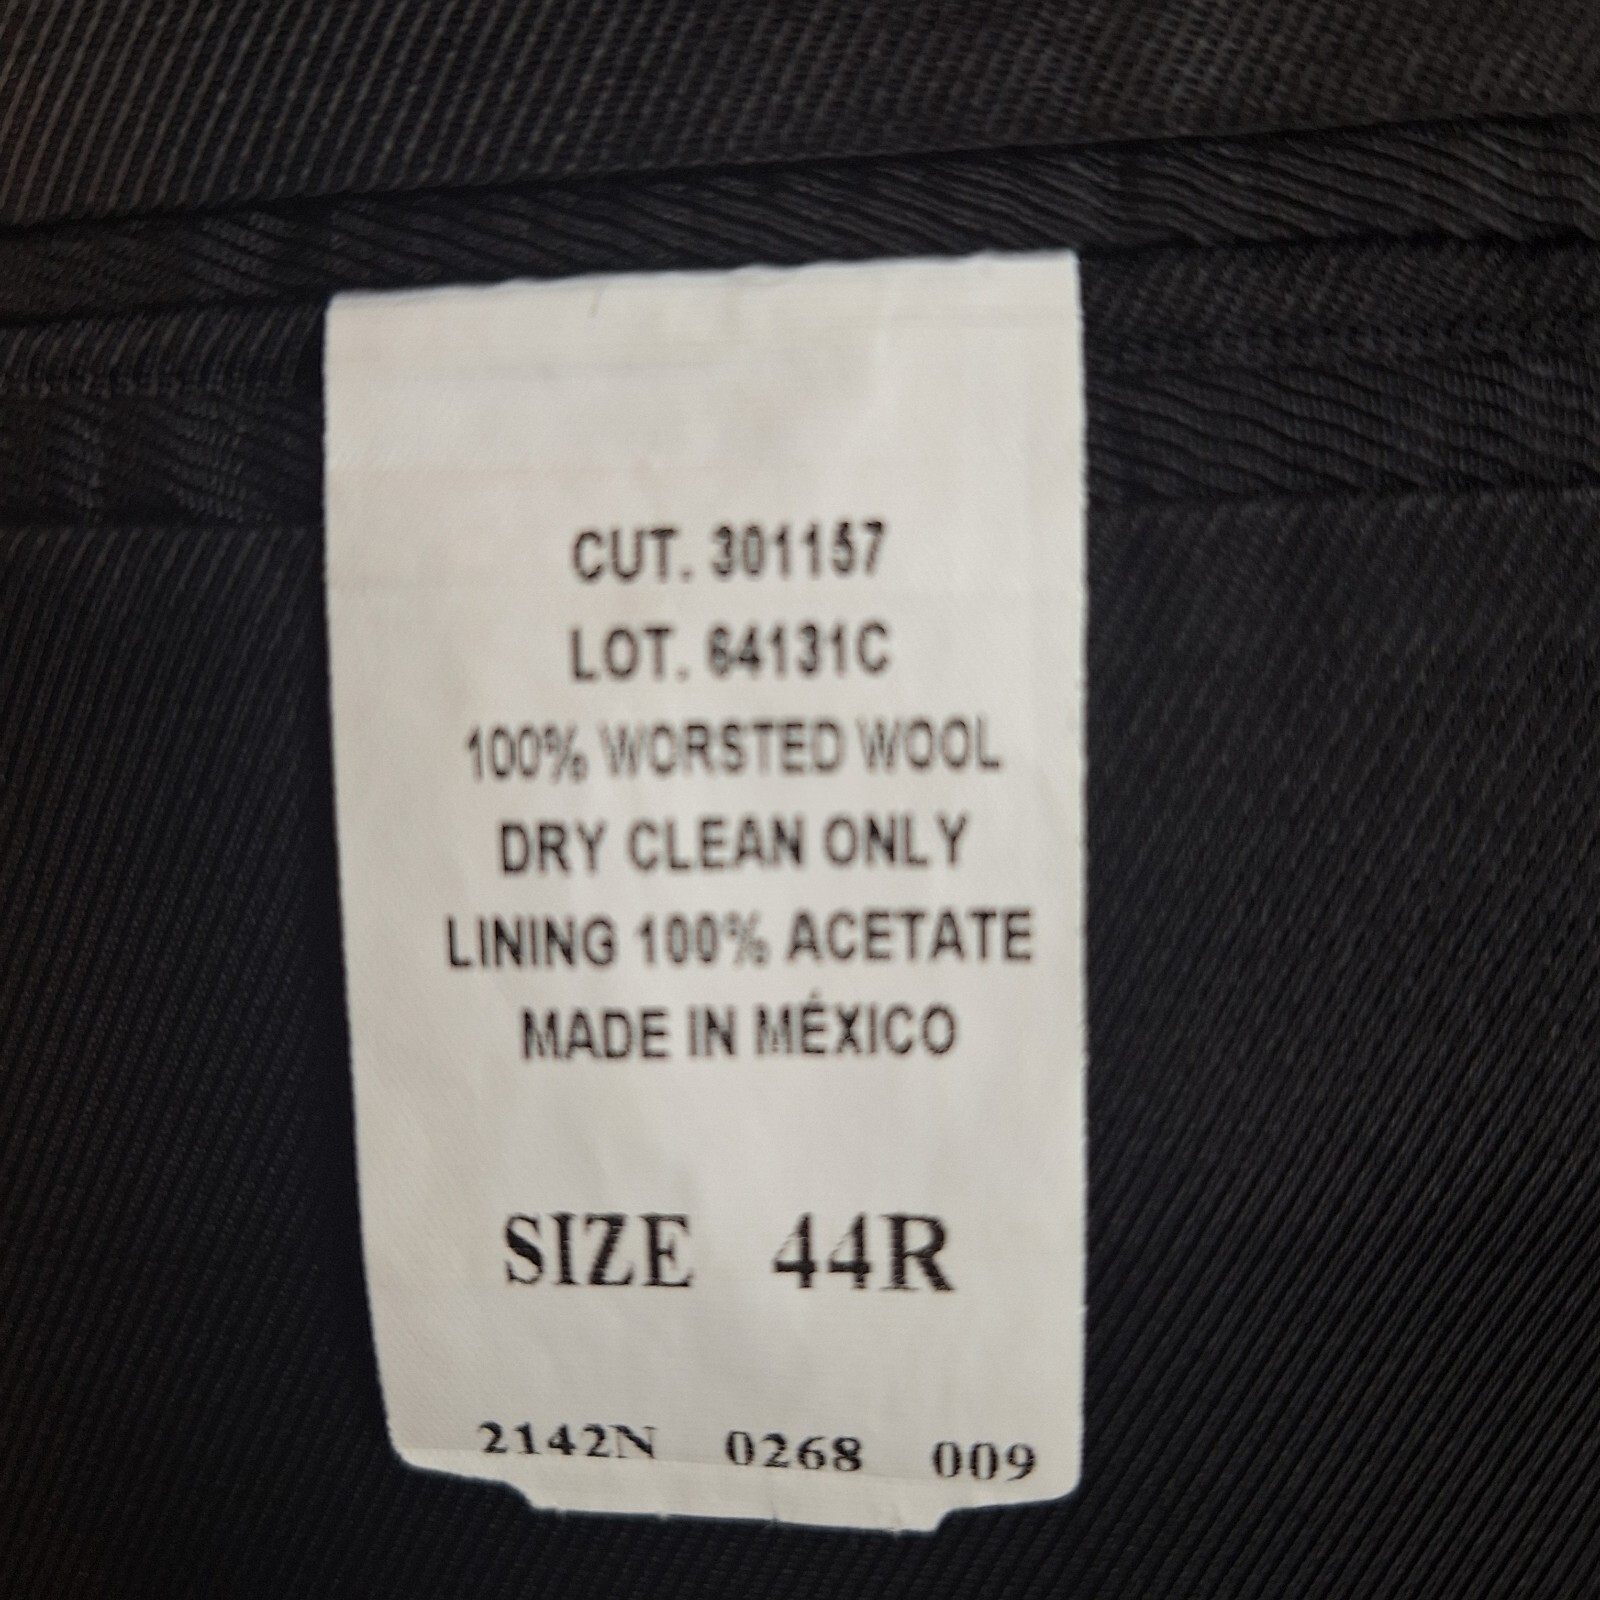 CUT. 301157
LOT. 64131C
100% WORSTED WOOL
DRY CLEAN ONLY
LINING 100% ACETATE
MADE IN MÉXICO
SIZE 44R
2142N 0268 009